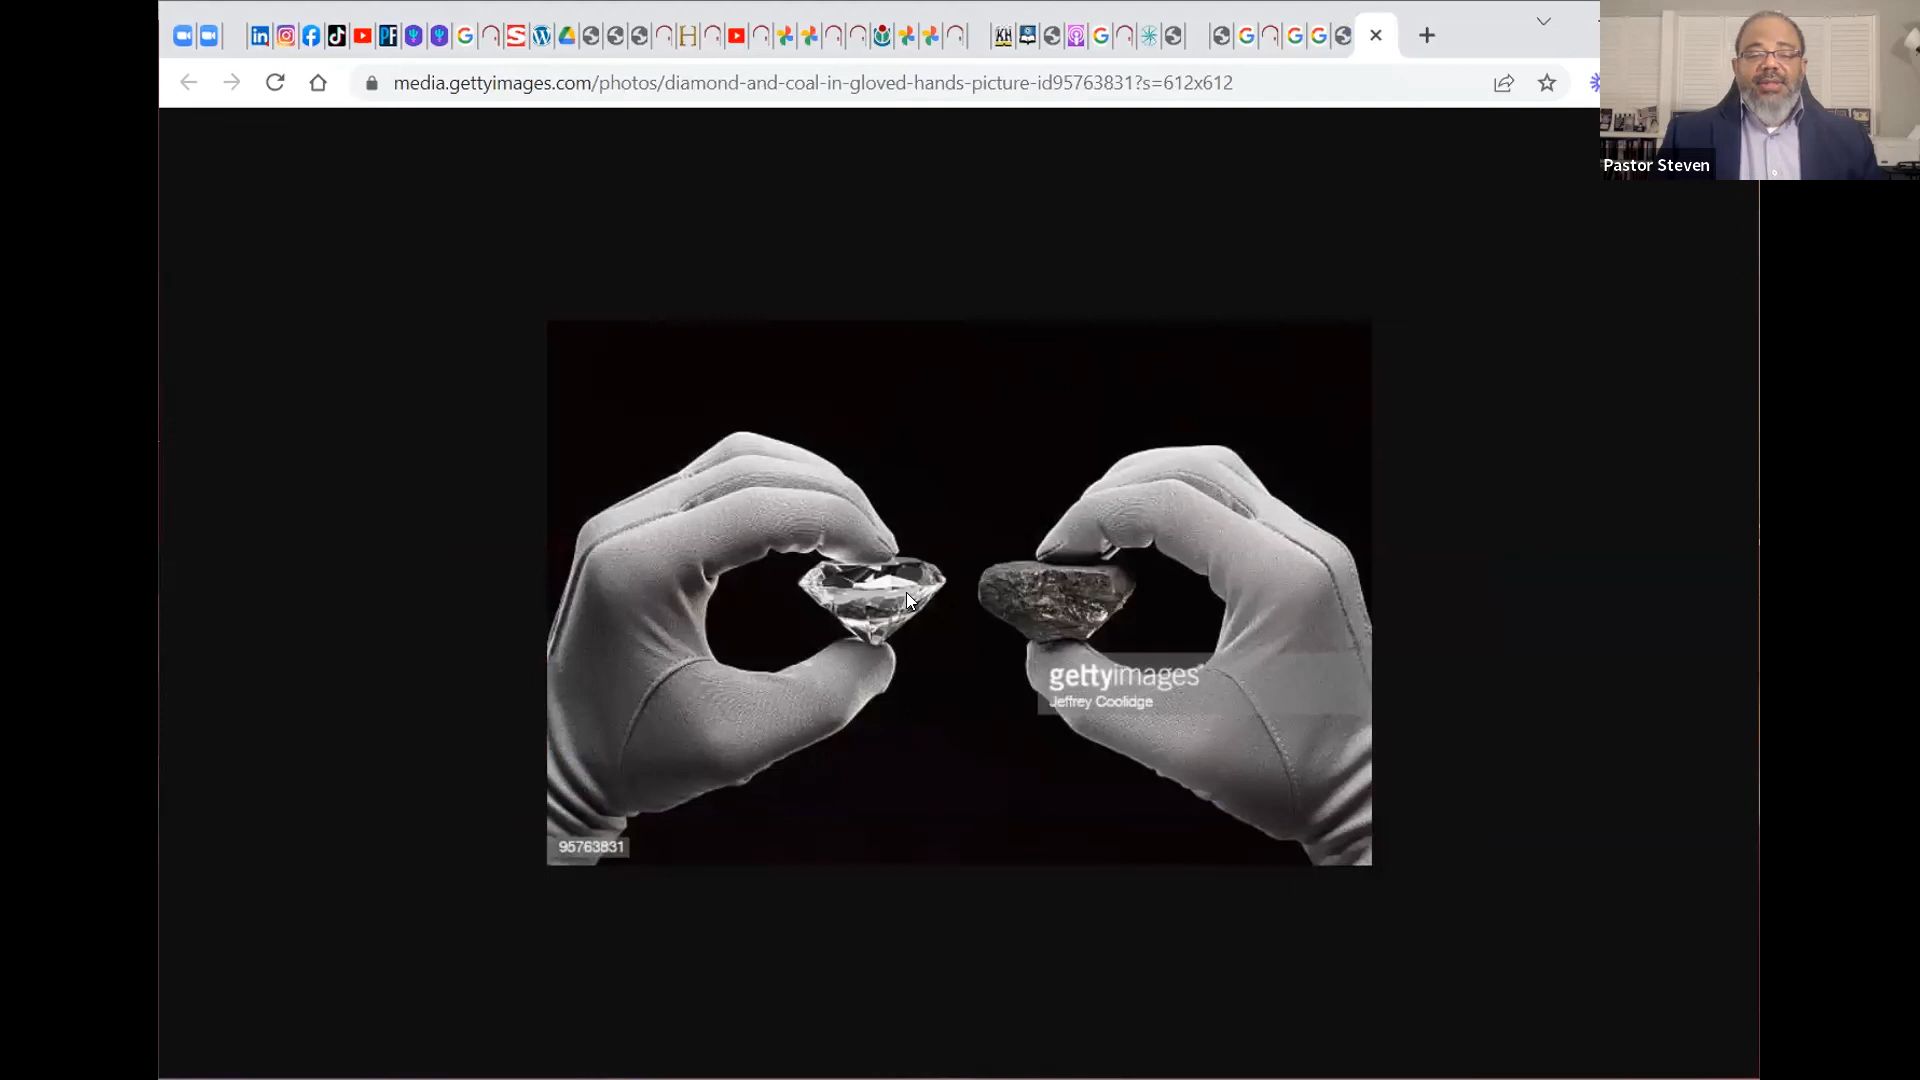 media.gettyimages.com/photos/diamond-and-coal-in-gloved-hands-picture-id95763831?s=612x612
Pastor Steven
gettyimages
Jeffrey Coolidge
95763831